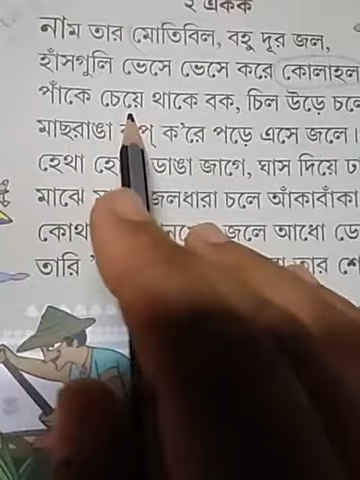 ২ একক
নাম তার মোতিবিল, বহু দূর জল,
হাঁসগুলি ভেসে ভেসে করে কোলাহল
পাঁকে চেয়ে থাকে বক, চিল উড়ে চলে
মাছরাঙা ঝুপ্ ক'রে পড়ে এসে জলে।
হেথা ডাঙা জাগে, ঘাস দিয়ে
মাঝে জলধারা চলে আঁকাবাঁকা
জলে আধো
তারি তার